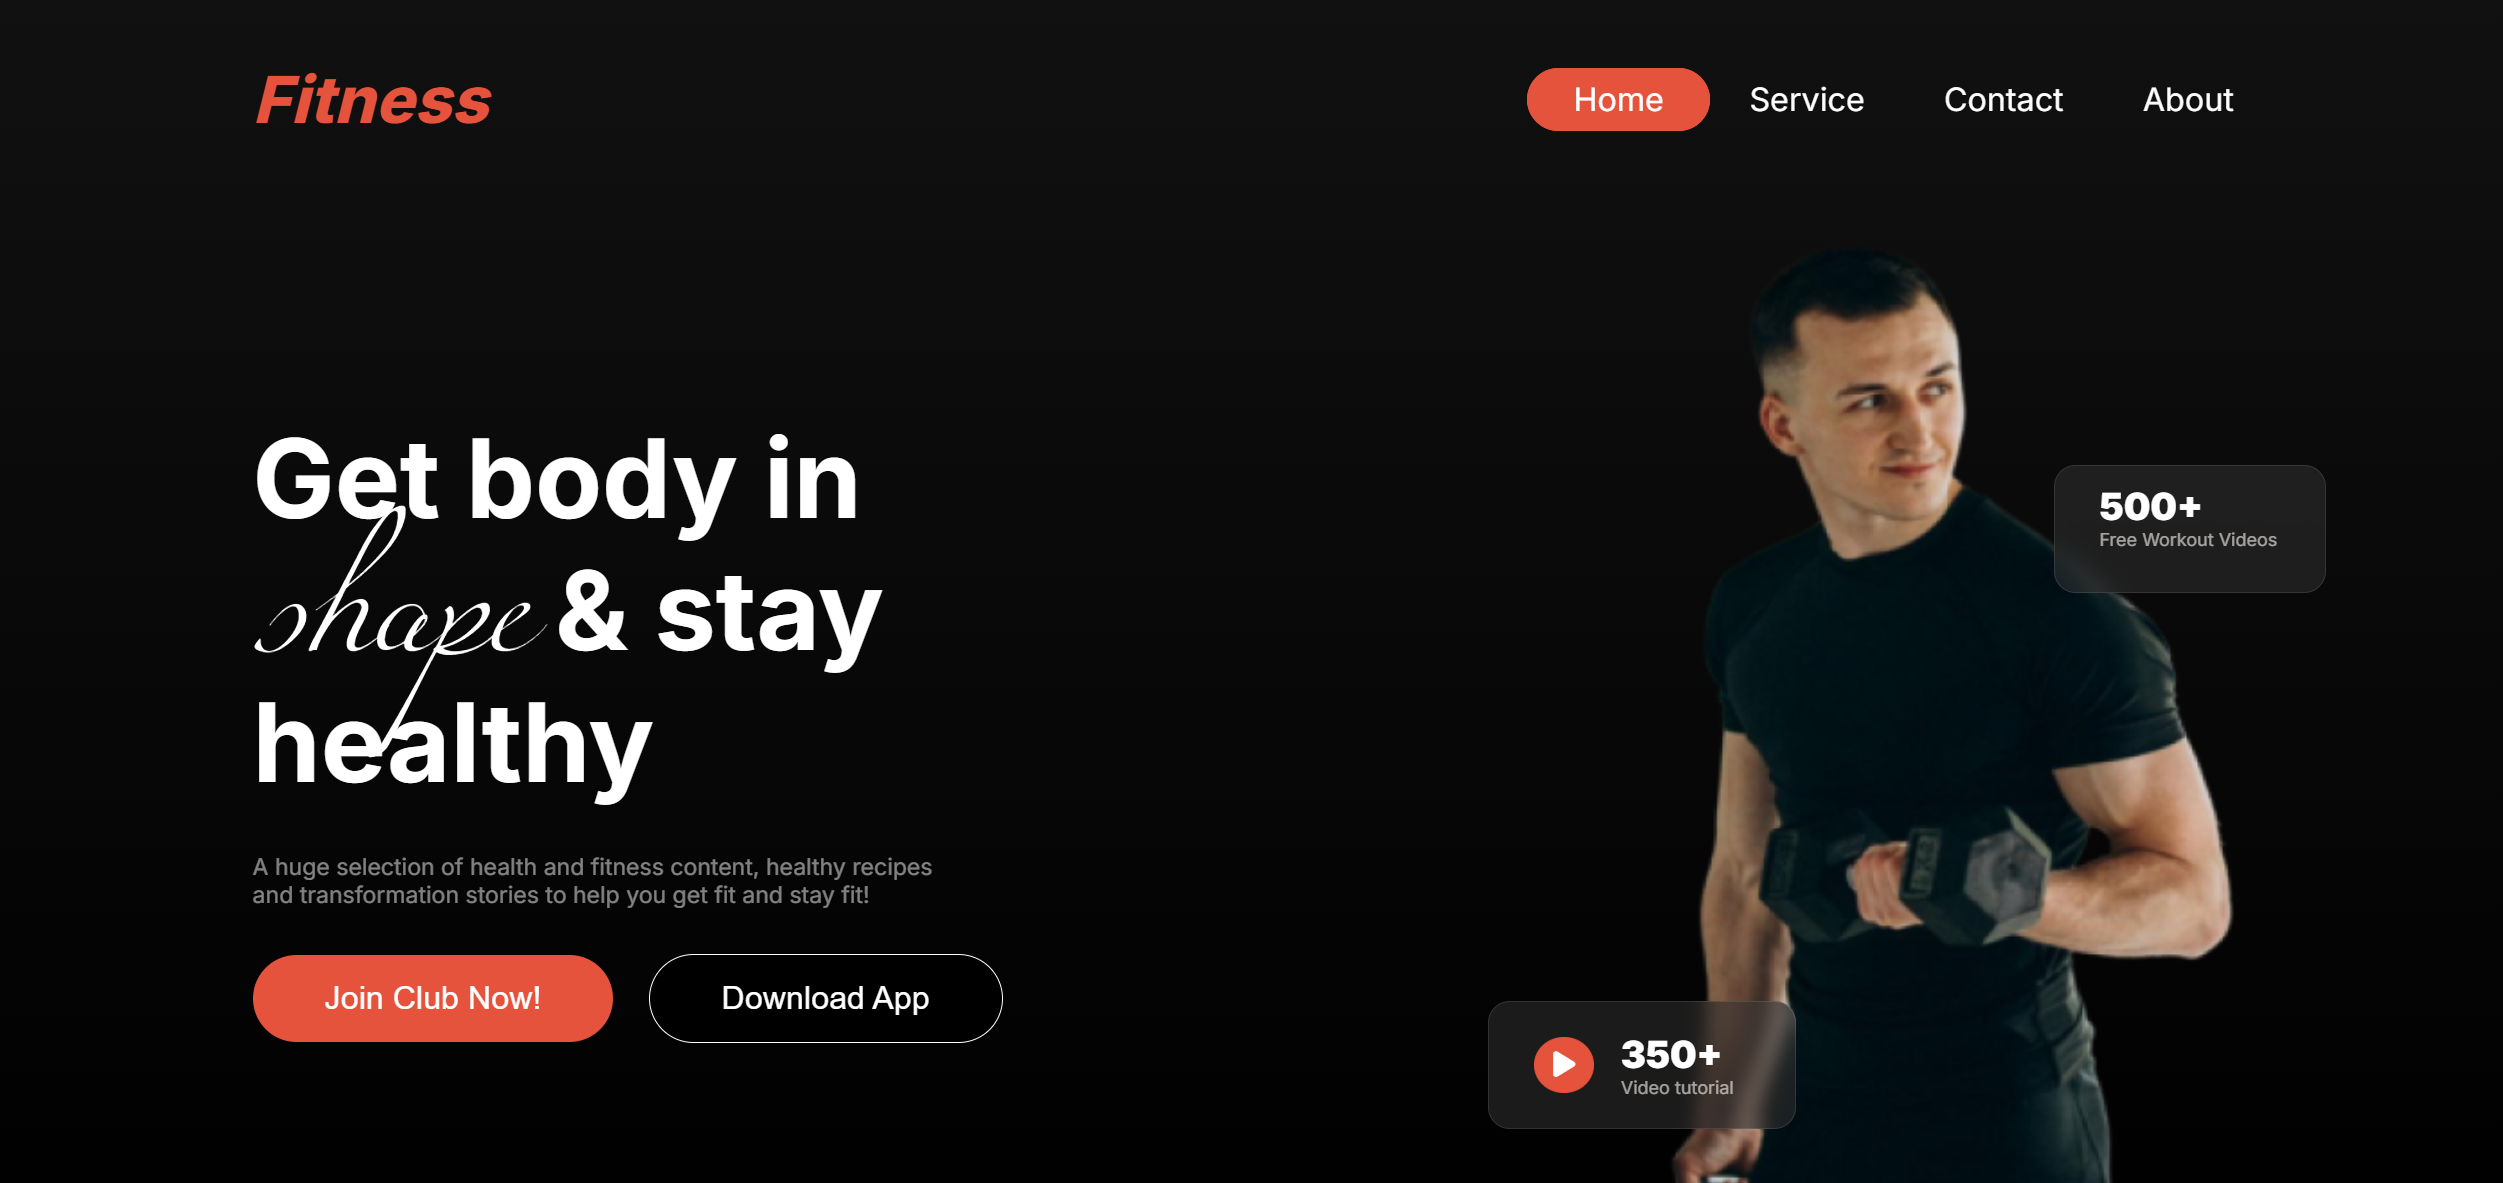 Fitness
Home Service Contact About
Get body in
shape & stay
healthy
500+
Free Workout Videos
A huge selection of health and fitness content, healthy recipes
and transformation stories to help you get fit and stay fit!
Join Club Now! Download App
350+
Video tutorial